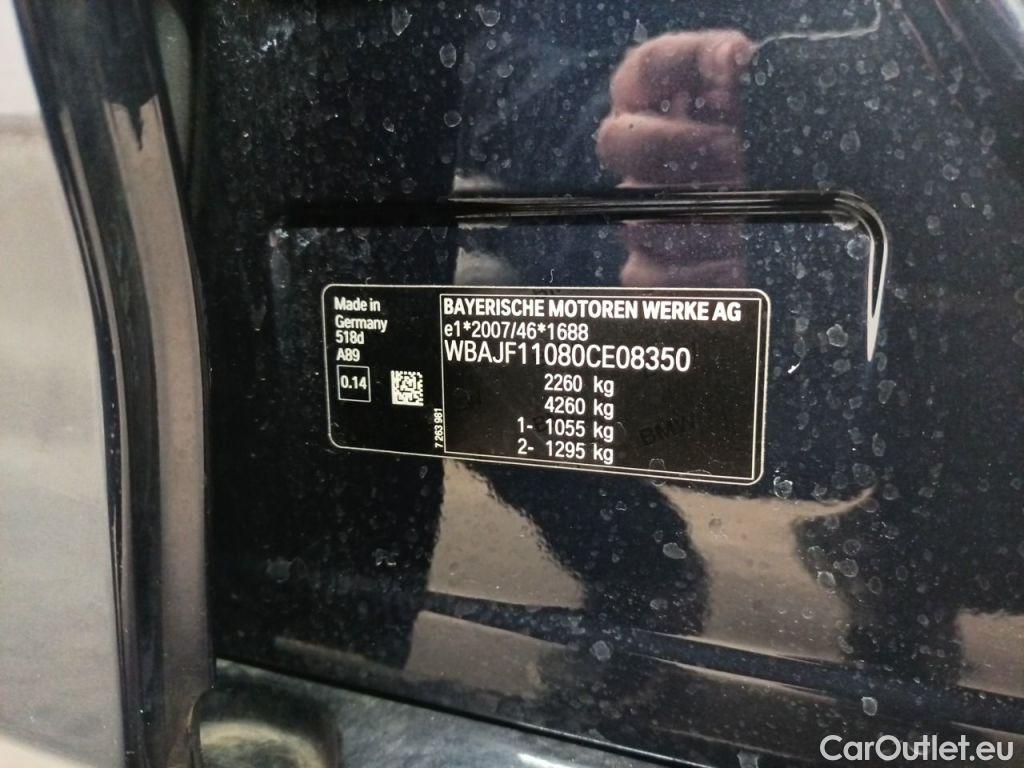 Made in
Germany
518d
A89
0.14
7 263 981
BAYERISCHE MOTOREN WERKE AG
e1*2007/46*1688
WBAJF11080CE08350
2260 kg
4260 kg
1- 1055 kg
2- 1295 kg
BMW
CarOutlet.eu